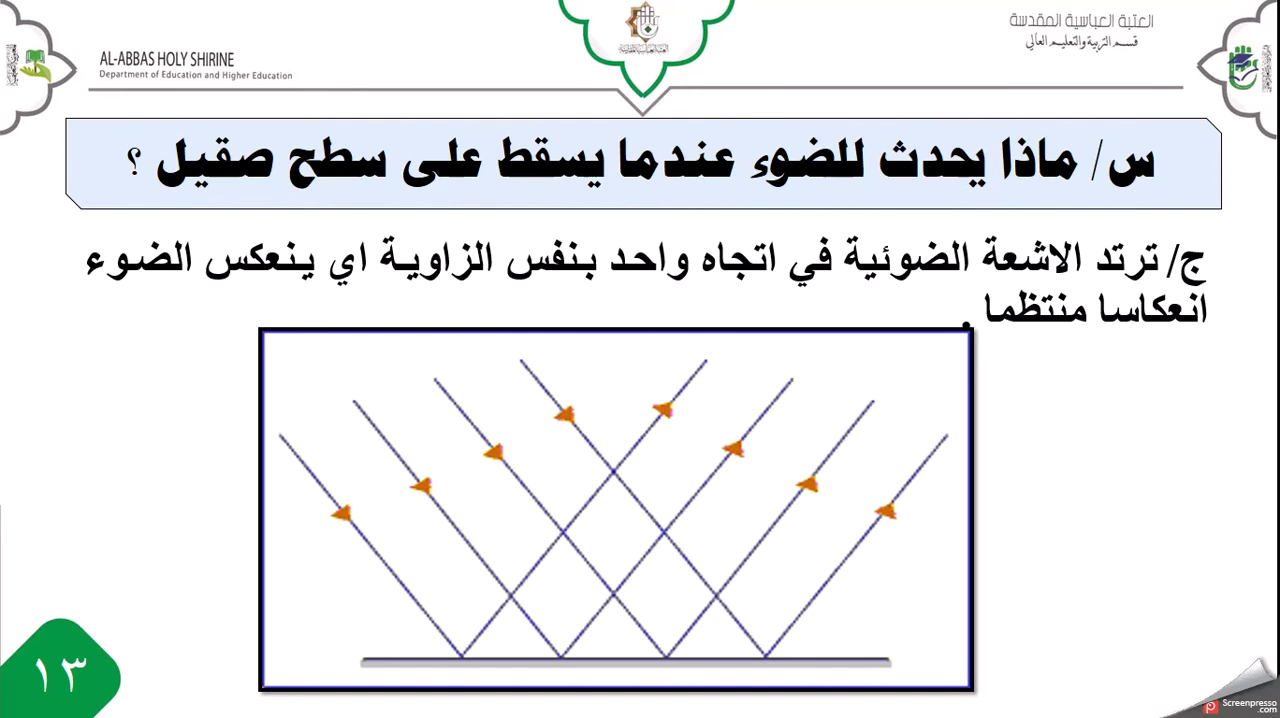 العتبة العباسية المقدسة
قسم التربية والتعليم العالي
AL-ABBAS HOLY SHIRINE
Department of Education and Higher Education
س/ ماذا يحدث للضوء عندما يسقط على سطح صقيل ؟
ج/ ترتد الاشعة الضوئية في اتجاه واحد بنفس الزاوية اي ينعكس الضوء
انعكاسا منتظما .
١٣
Screenpresso
.com